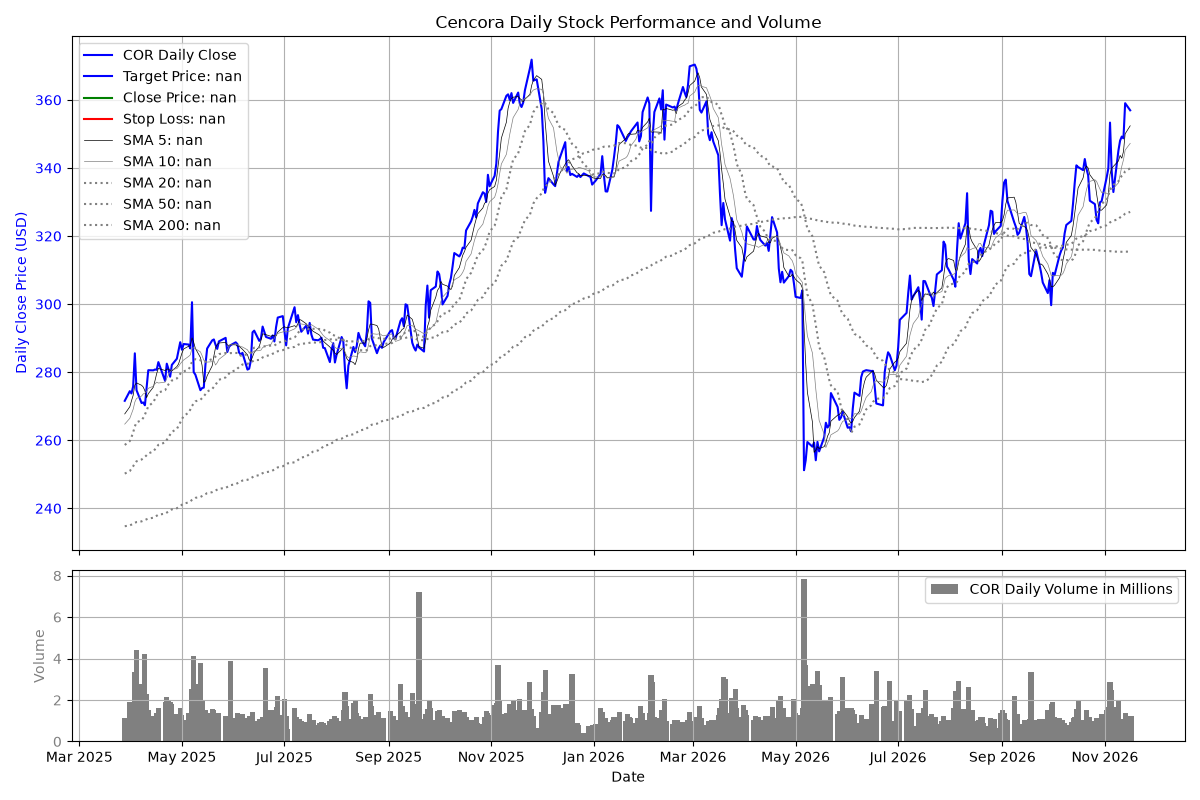 Cencora Daily Stock Performance and Volume
COR Daily Close
Target Price: nan
Close Price: nan
Stop Loss: nan
SMA 5: nan
SMA 10: nan
SMA 20: nan
SMA 50: nan
SMA 200: nan
Daily Close Price (USD)
360
340
320
300
280
260
240
COR Daily Volume in Millions
Volume
8
6
4
2
0
Mar 2025 May 2025 Jul 2025 Sep 2025 Nov 2025 Jan 2026 Mar 2026 May 2026 Jul 2026 Sep 2026 Nov 2026
Date